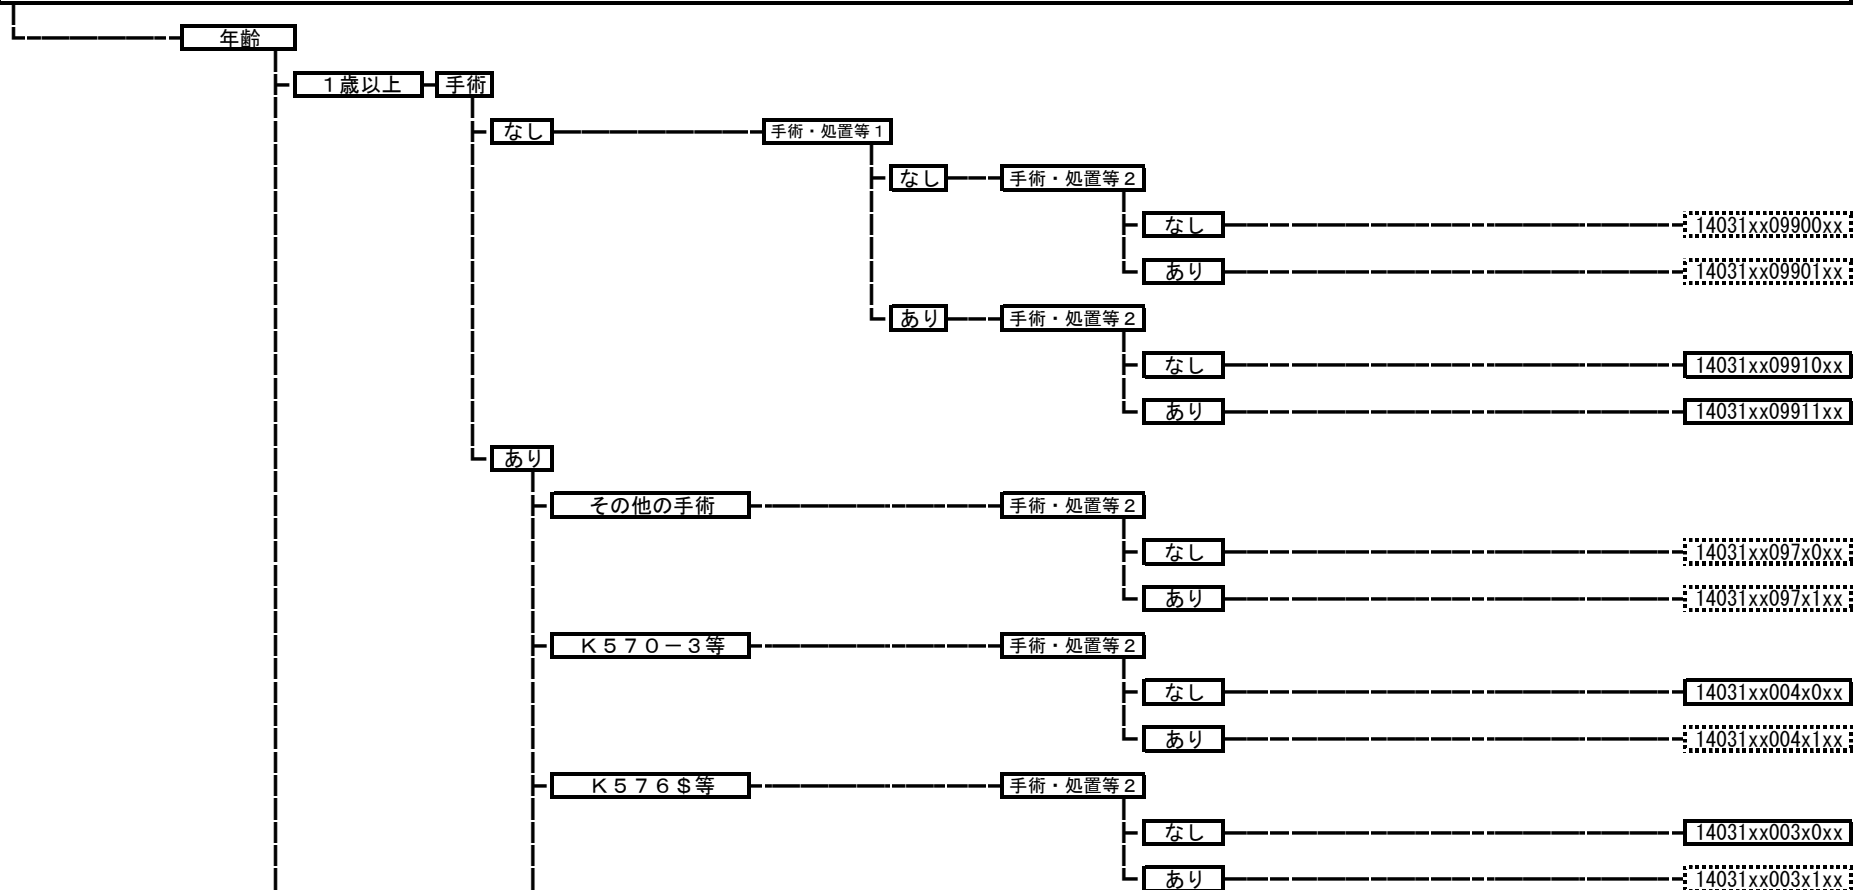 年齢
１歳以上 手術
なし 手術・処置等１
なし 手術・処置等２
なし 14031xx09900xx
あり 14031xx09901xx
あり 手術・処置等２
なし 14031xx09910xx
あり 14031xx09911xx
あり
その他の手術 手術・処置等２
なし 14031xx097x0xx
あり 14031xx097x1xx
Ｋ５７０－３等 手術・処置等２
なし 14031xx004x0xx
あり 14031xx004x1xx
Ｋ５７６＄等 手術・処置等２
なし 14031xx003x0xx
あり 14031xx003x1xx